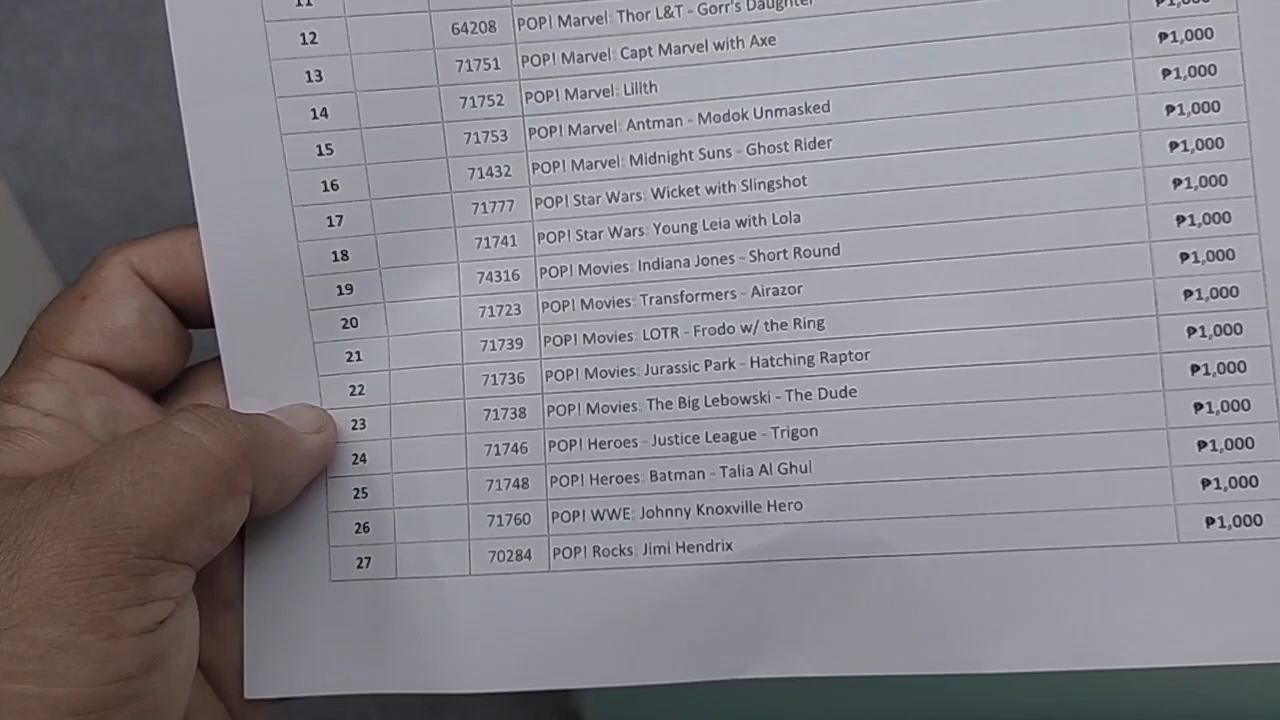 11
12 64208 POP! Marvel: Thor L&T - Gorr's Daughter
13 71751 POP! Marvel: Capt Marvel with Axe ₱1,000
14 71752 POP! Marvel: Lilith ₱1,000
15 71753 POP! Marvel: Antman - Modok Unmasked ₱1,000
16 71432 POP! Marvel: Midnight Suns - Ghost Rider ₱1,000
17 71777 POP! Star Wars: Wicket with Slingshot ₱1,000
18 71741 POP! Star Wars: Young Leia with Lola ₱1,000
19 74316 POP! Movies: Indiana Jones - Short Round ₱1,000
20 71723 POP! Movies: Transformers - Airazor ₱1,000
21 71739 POP! Movies: LOTR - Frodo w/ the Ring ₱1,000
22 71736 POP! Movies: Jurassic Park - Hatching Raptor ₱1,000
23 71738 POP! Movies: The Big Lebowski - The Dude ₱1,000
24 71746 POP! Heroes - Justice League - Trigon ₱1,000
25 71748 POP! Heroes: Batman - Talia Al Ghul ₱1,000
26 71760 POP! WWE: Johnny Knoxville Hero ₱1,000
27 70284 POP! Rocks: Jimi Hendrix ₱1,000